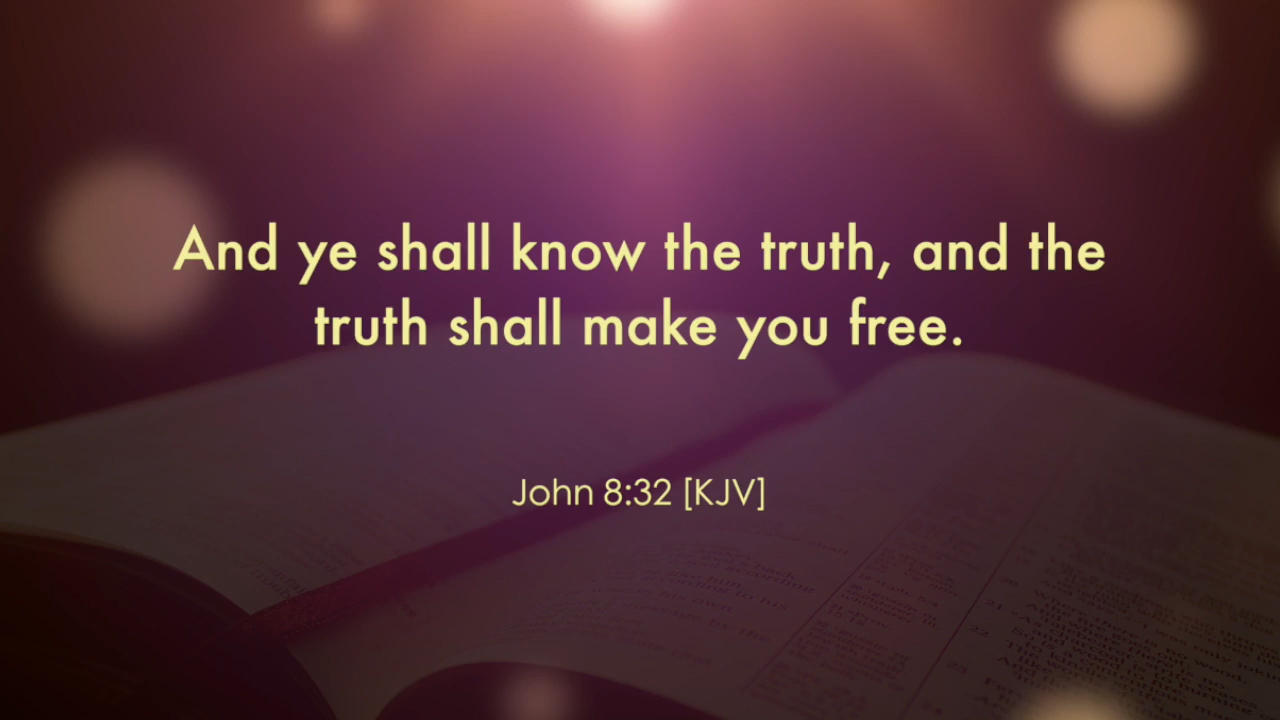 And ye shall know the truth, and the
truth shall make you free.
John 8:32 [KJV]